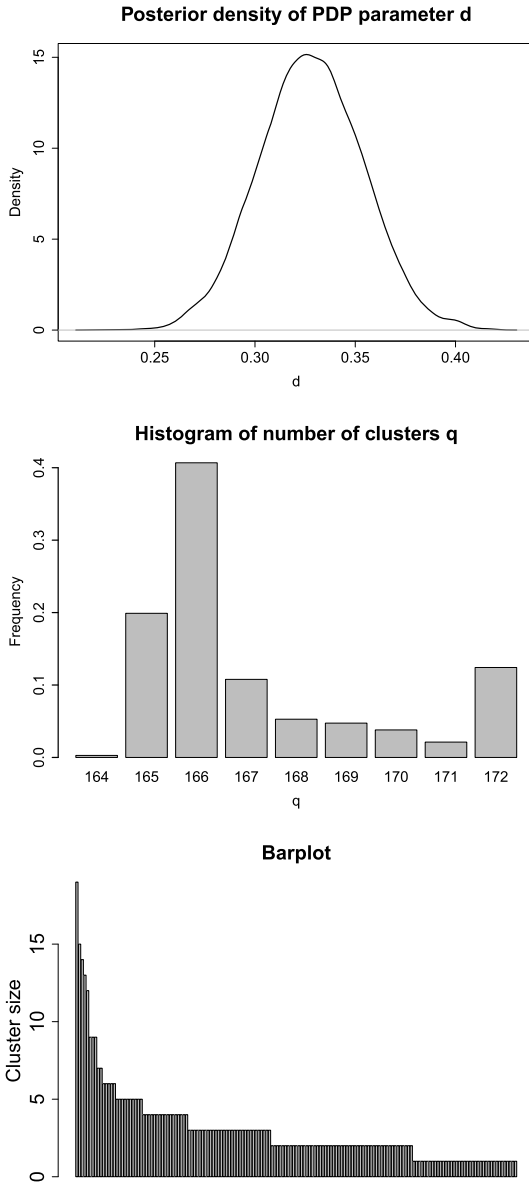 Posterior density of PDP parameter d
Density
15
10
5
0
0.25 0.30 0.35 0.40
d
Histogram of number of clusters q
Frequency
0.4
0.3
0.2
0.1
0.0
164 165 166 167 168 169 170 171 172
q
Barplot
Cluster size
15
10
5
0